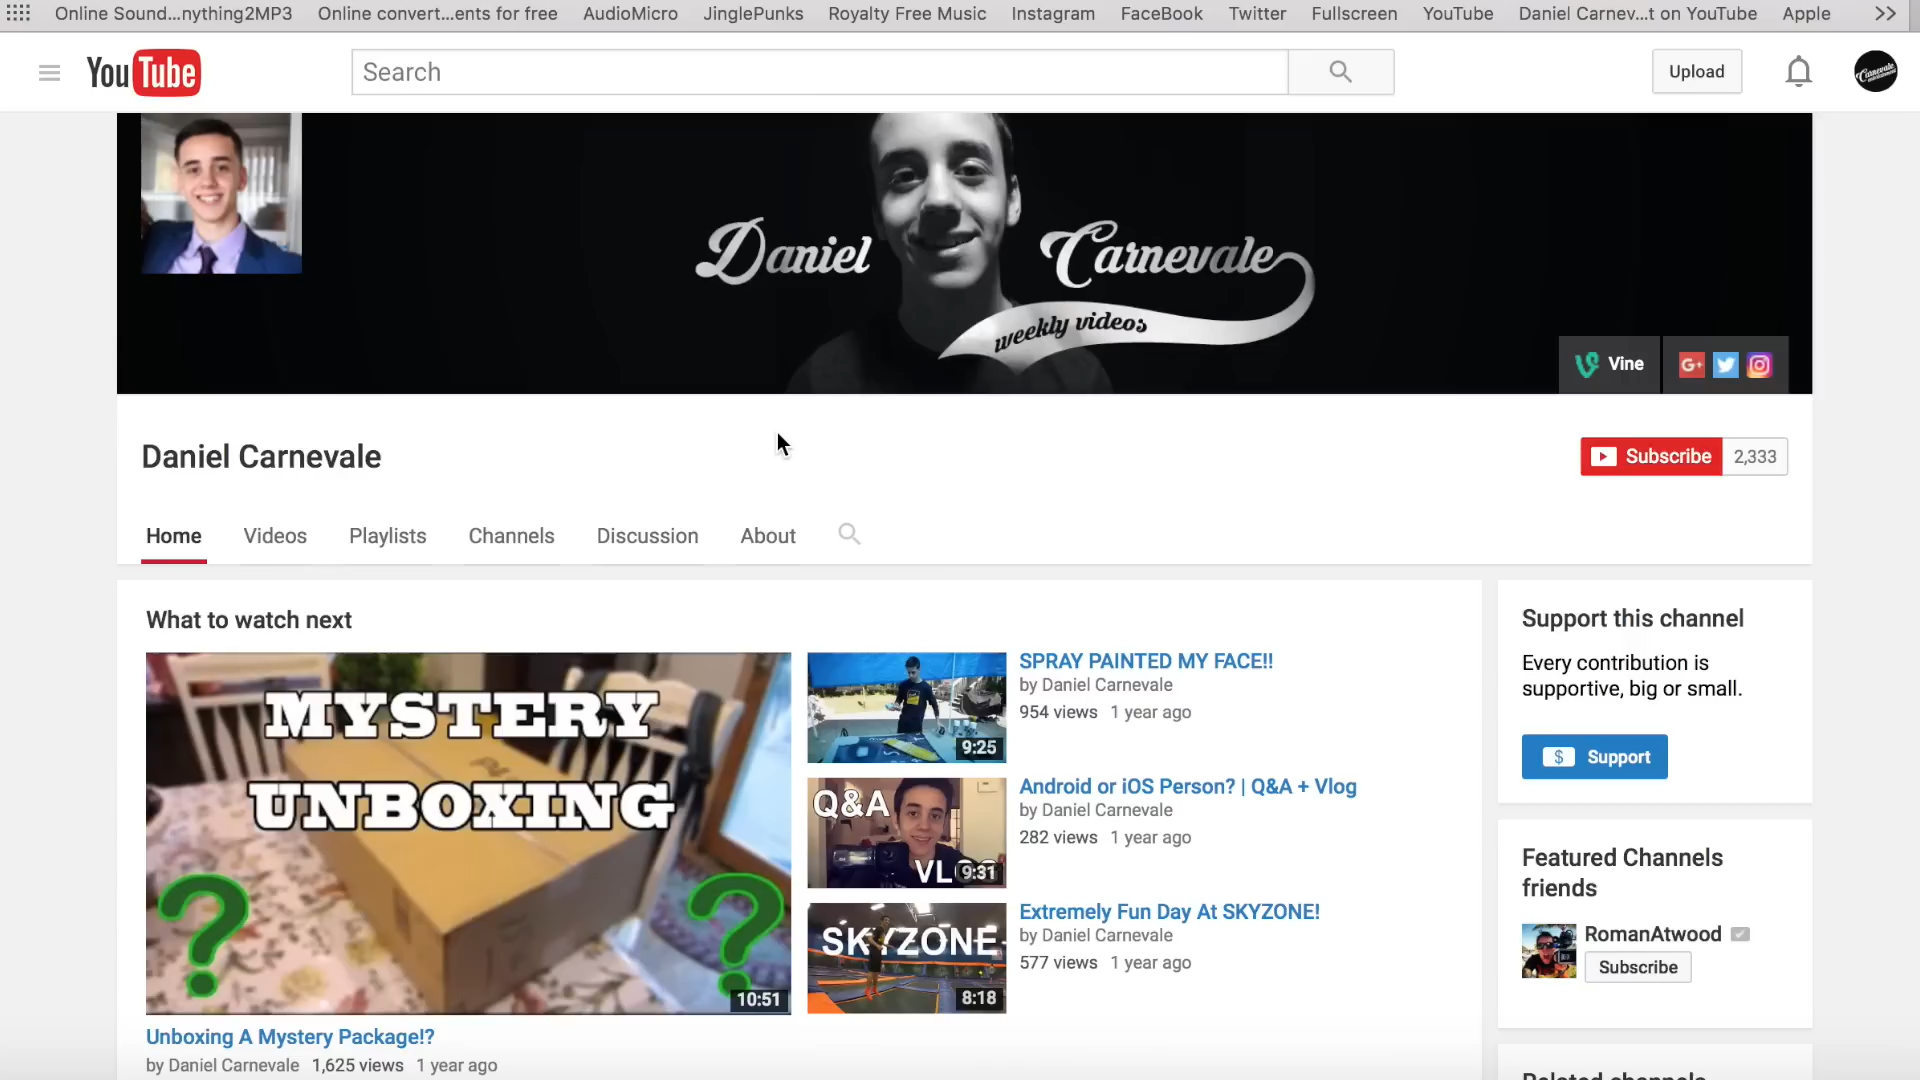 Online Sound...nything2MP3 Online convert...ents for free AudioMicro JinglePunks Royalty Free Music Instagram FaceBook Twitter Fullscreen YouTube Daniel Carnev...t on YouTube Apple >>
YouTube Search Upload Carnevale
Daniel Carnevale
weekly videos
Vine G+
Daniel Carnevale
Subscribe 2,333
Home Videos Playlists Channels Discussion About
What to watch next
MYSTERY
UNBOXING
? ?
10:51
Unboxing A Mystery Package!?
by Daniel Carnevale 1,625 views 1 year ago
9:25
SPRAY PAINTED MY FACE!!
by Daniel Carnevale
954 views 1 year ago
Q&A
VL 9:31
Android or iOS Person? | Q&A + Vlog
by Daniel Carnevale
282 views 1 year ago
SKYZONE
8:18
Extremely Fun Day At SKYZONE!
by Daniel Carnevale
577 views 1 year ago
Support this channel
Every contribution is
supportive, big or small.
$ Support
Featured Channels
friends
RomanAtwood
Subscribe
Related channels